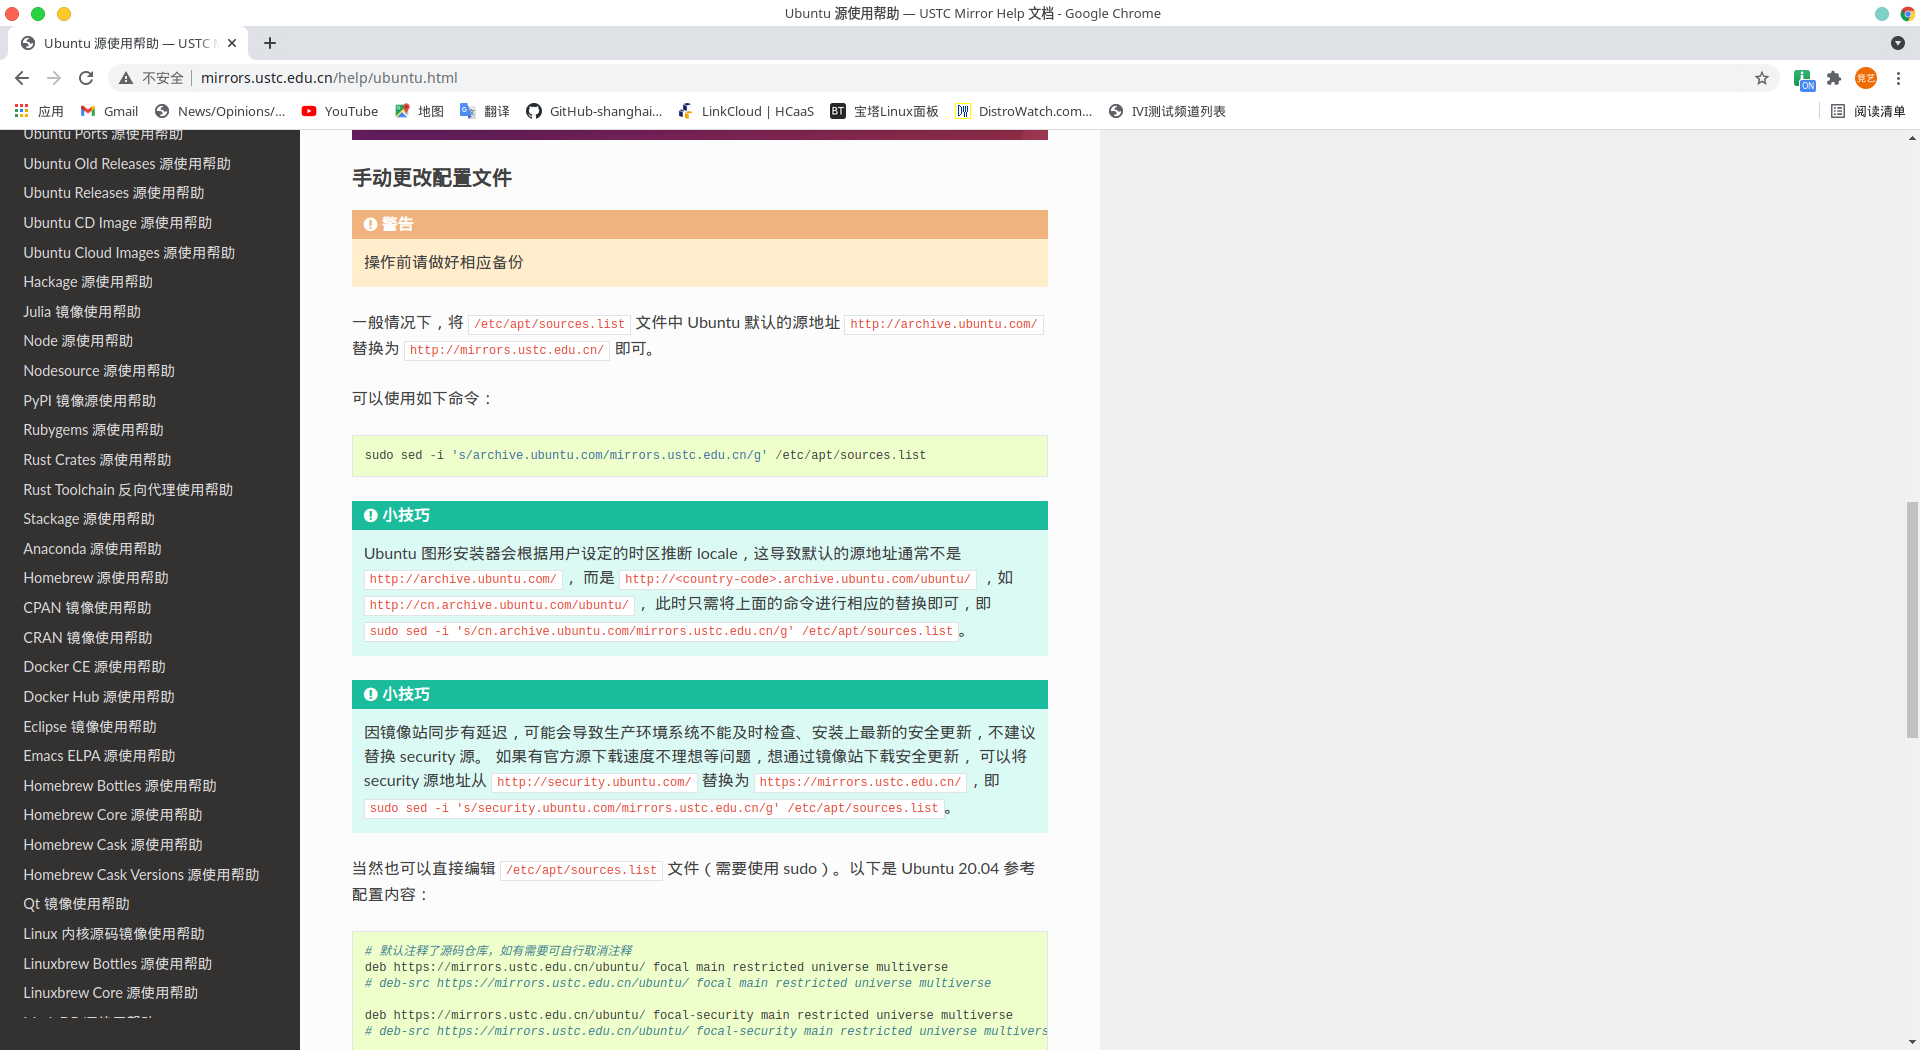 Ubuntu 源使用帮助 — USTC Mirror Help 文档 - Google Chrome
Ubuntu 源使用帮助 — USTC
不安全 | mirrors.ustc.edu.cn/help/ubuntu.html
竞艺
ON
应用 Gmail News/Opinions/... YouTube 地图 翻译 GitHub-shanghai... LinkCloud | HCaaS BT 宝塔Linux面板 DW DistroWatch.com... IVI测试频道列表 阅读清单
Ubuntu Ports 源使用帮助
Ubuntu Old Releases 源使用帮助
Ubuntu Releases 源使用帮助
Ubuntu CD Image 源使用帮助
Ubuntu Cloud Images 源使用帮助
Hackage 源使用帮助
Julia 镜像使用帮助
Node 源使用帮助
Nodesource 源使用帮助
PyPI 镜像源使用帮助
Rubygems 源使用帮助
Rust Crates 源使用帮助
Rust Toolchain 反向代理使用帮助
Stackage 源使用帮助
Anaconda 源使用帮助
Homebrew 源使用帮助
CPAN 镜像使用帮助
CRAN 镜像使用帮助
Docker CE 源使用帮助
Docker Hub 源使用帮助
Eclipse 镜像使用帮助
Emacs ELPA 源使用帮助
Homebrew Bottles 源使用帮助
Homebrew Core 源使用帮助
Homebrew Cask 源使用帮助
Homebrew Cask Versions 源使用帮助
Qt 镜像使用帮助
Linux 内核源码镜像使用帮助
Linuxbrew Bottles 源使用帮助
Linuxbrew Core 源使用帮助
手动更改配置文件
警告
操作前请做好相应备份
一般情况下，将 /etc/apt/sources.list 文件中 Ubuntu 默认的源地址 http://archive.ubuntu.com/
替换为 http://mirrors.ustc.edu.cn/ 即可。
可以使用如下命令：
sudo sed -i 's/archive.ubuntu.com/mirrors.ustc.edu.cn/g' /etc/apt/sources.list
小技巧
Ubuntu 图形安装器会根据用户设定的时区推断 locale，这导致默认的源地址通常不是
http://archive.ubuntu.com/ ， 而是 http://<country-code>.archive.ubuntu.com/ubuntu/ ，如
http://cn.archive.ubuntu.com/ubuntu/ ， 此时只需将上面的命令进行相应的替换即可，即
sudo sed -i 's/cn.archive.ubuntu.com/mirrors.ustc.edu.cn/g' /etc/apt/sources.list 。
小技巧
因镜像站同步有延迟，可能会导致生产环境系统不能及时检查、安装上最新的安全更新，不建议
替换 security 源。 如果有官方源下载速度不理想等问题，想通过镜像站下载安全更新， 可以将
security 源地址从 http://security.ubuntu.com/ 替换为 https://mirrors.ustc.edu.cn/ ，即
sudo sed -i 's/security.ubuntu.com/mirrors.ustc.edu.cn/g' /etc/apt/sources.list 。
当然也可以直接编辑 /etc/apt/sources.list 文件（需要使用 sudo）。以下是 Ubuntu 20.04 参考
配置内容：
# 默认注释了源码仓库，如有需要可自行取消注释
deb https://mirrors.ustc.edu.cn/ubuntu/ focal main restricted universe multiverse
# deb-src https://mirrors.ustc.edu.cn/ubuntu/ focal main restricted universe multiverse
deb https://mirrors.ustc.edu.cn/ubuntu/ focal-security main restricted universe multiverse
# deb-src https://mirrors.ustc.edu.cn/ubuntu/ focal-security main restricted universe multivers